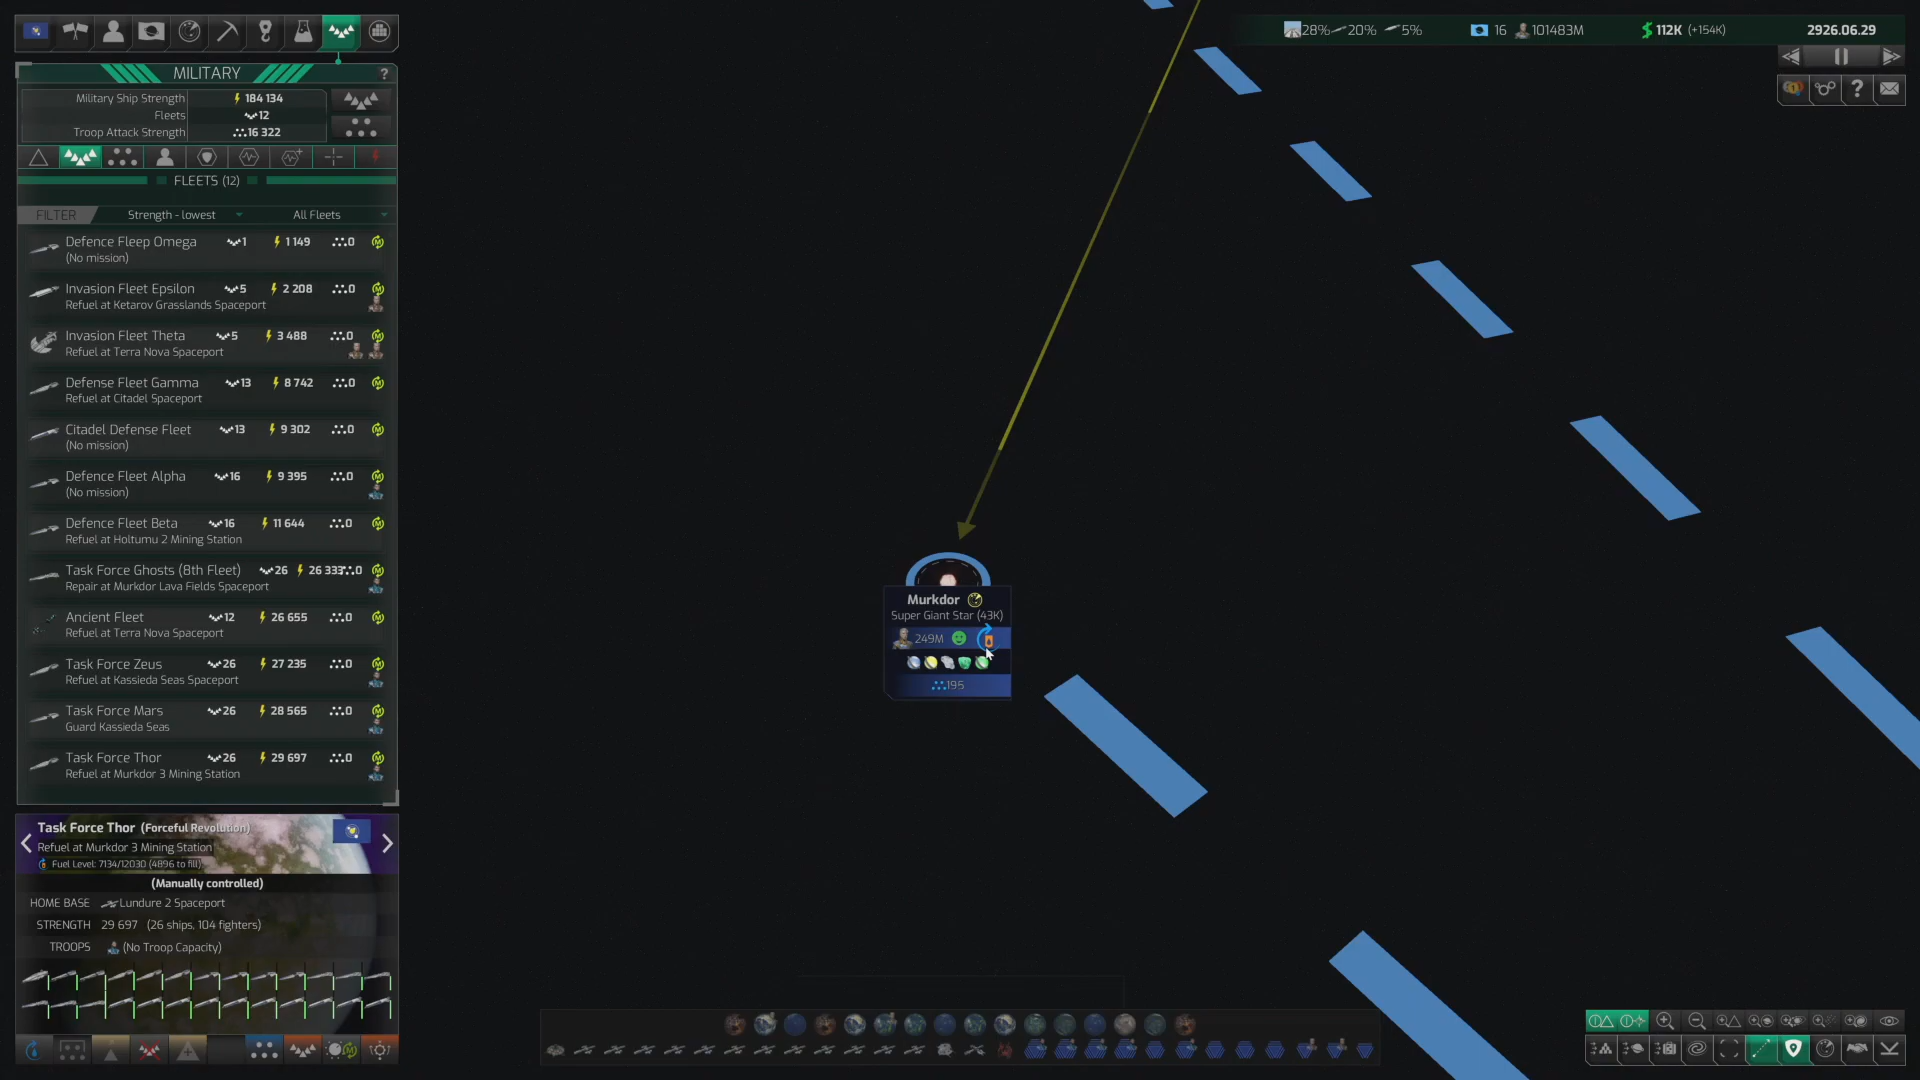 28% 20% 5% 16 101483M 112K (+154K) 2926.06.29
MILITARY ?
Military Ship Strength 184 134
Fleets 12
Troop Attack Strength 16 322
FLEETS (12)
FILTER Strength - lowest All Fleets
Defence Fleep Omega 1 1 149 0
(No mission)
Invasion Fleet Epsilon 5 2 208 0
Refuel at Ketarov Grasslands Spaceport
Invasion Fleet Theta 5 3 488 0
Refuel at Terra Nova Spaceport
Defense Fleet Gamma 13 8 742 0
Refuel at Citadel Spaceport
Citadel Defense Fleet 13 9 302 0
(No mission)
Defence Fleet Alpha 16 9 395 0
(No mission)
Defence Fleet Beta 16 11 644 0
Refuel at Holtumu 2 Mining Station
Task Force Ghosts (8th Fleet) 26 26 333 0
Repair at Murkdor Lava Fields Spaceport
Ancient Fleet 12 26 655 0
Refuel at Terra Nova Spaceport
Task Force Zeus 26 27 235 0
Refuel at Kassieda Seas Spaceport
Task Force Mars 26 28 565 0
Guard Kassieda Seas
Task Force Thor 26 29 697 0
Refuel at Murkdor 3 Mining Station
Murkdor
Super Giant Star (43K)
249M
195
Task Force Thor (Forceful Revolution)
Refuel at Murkdor 3 Mining Station
Fuel Level: 7134/12030 (4896 to fill)
(Manually controlled)
HOME BASE Lundure 2 Spaceport
STRENGTH 29 697 (26 ships, 104 fighters)
TROOPS (No Troop Capacity)